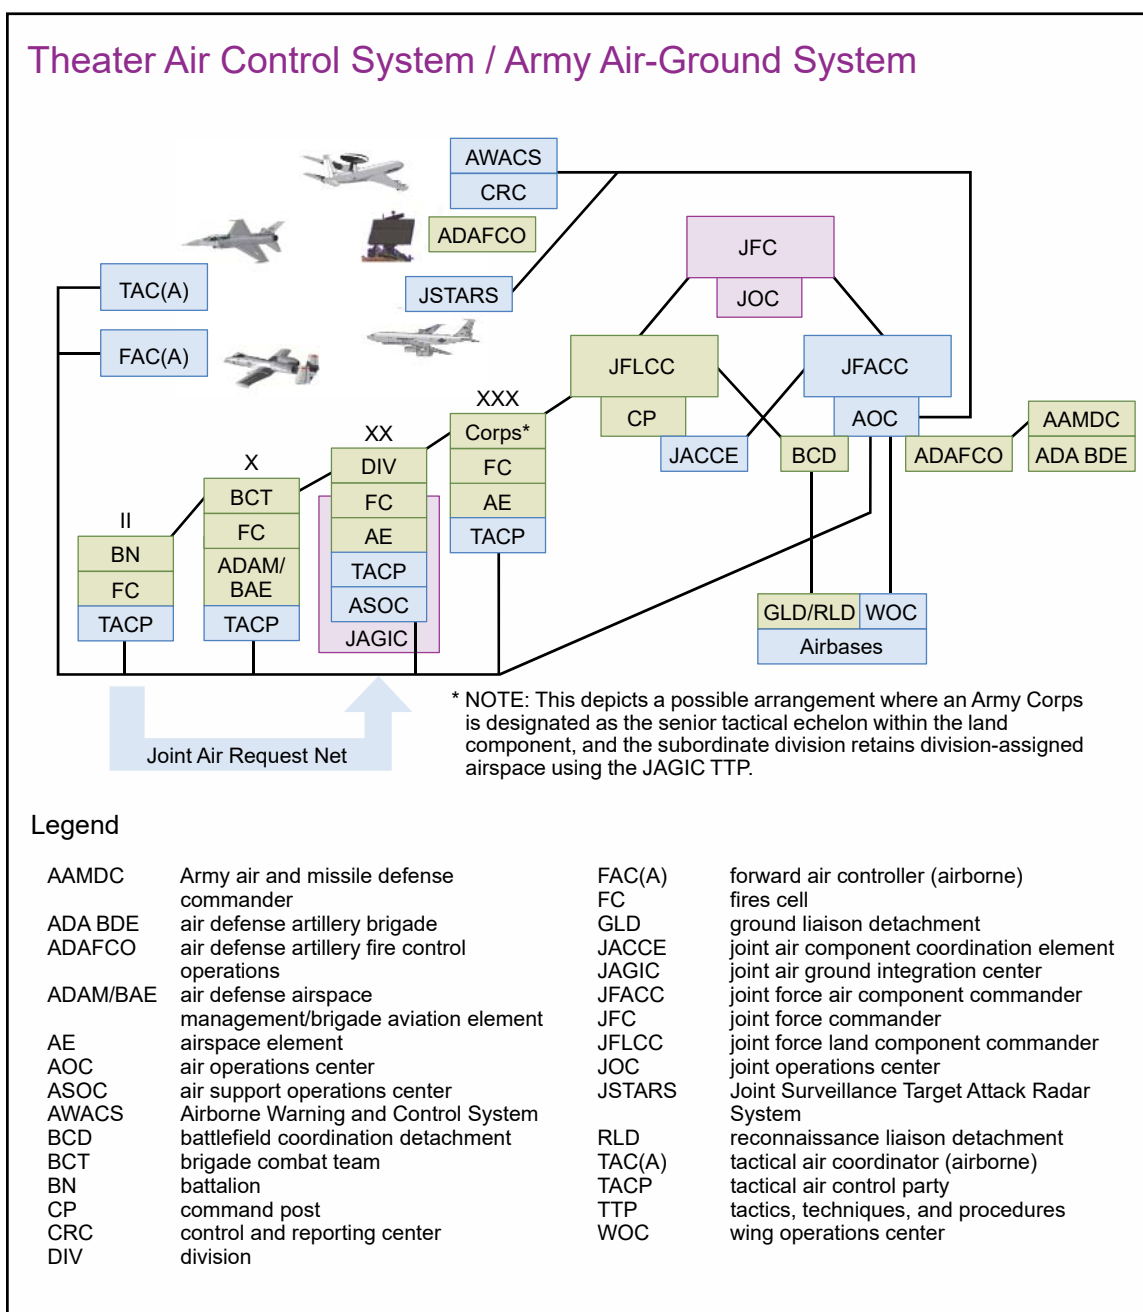 Theater Air Control System / Army Air-Ground System
AWACS
CRC
ADAFCO
JSTARS
TAC(A)
FAC(A)
JFC
JOC
JFLCC
CP
JACCE
JFACC
AOC
BCD
ADAFCO
AAMDC
ADA BDE
XXX
Corps*
FC
AE
TACP
XX
DIV
FC
AE
TACP
ASOC
JAGIC
X
BCT
FC
ADAM/
BAE
TACP
II
BN
FC
TACP
GLD/RLD WOC
Airbases
Joint Air Request Net
* NOTE: This depicts a possible arrangement where an Army Corps
is designated as the senior tactical echelon within the land
component, and the subordinate division retains division-assigned
airspace using the JAGIC TTP.
Legend
AAMDC Army air and missile defense
commander
ADA BDE air defense artillery brigade
ADAFCO air defense artillery fire control
operations
ADAM/BAE air defense airspace
management/brigade aviation element
AE airspace element
AOC air operations center
ASOC air support operations center
AWACS Airborne Warning and Control System
BCD battlefield coordination detachment
BCT brigade combat team
BN battalion
CP command post
CRC control and reporting center
DIV division
FAC(A) forward air controller (airborne)
FC fires cell
GLD ground liaison detachment
JACCE joint air component coordination element
JAGIC joint air ground integration center
JFACC joint force air component commander
JFC joint force commander
JFLCC joint force land component commander
JOC joint operations center
JSTARS Joint Surveillance Target Attack Radar
System
RLD reconnaissance liaison detachment
TAC(A) tactical air coordinator (airborne)
TACP tactical air control party
TTP tactics, techniques, and procedures
WOC wing operations center